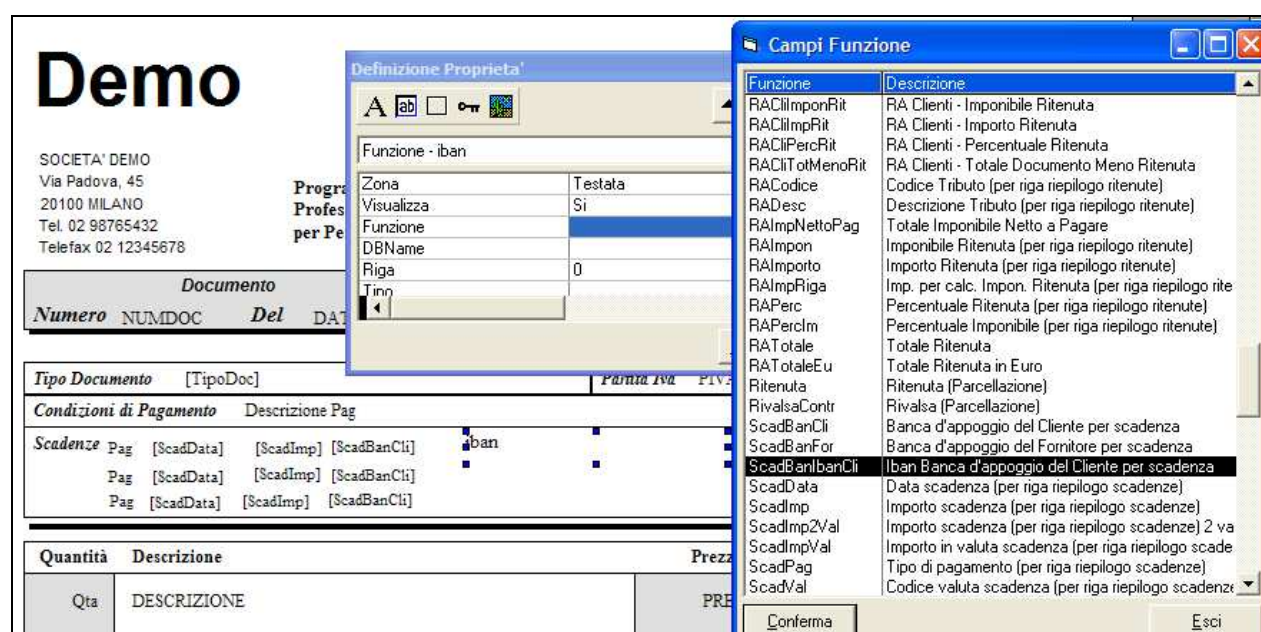 Demo
SOCIETA' DEMO
Via Padova, 45
20100 MILANO
Tel. 02 98765432
Telefax 02 12345678
Progra
Profes
per Pe
Documento
Numero NUMDOC Del DAT
Tipo Documento [TipoDoc] Partita Iva PIVA
Condizioni di Pagamento Descrizione Pag
Scadenze Pag [ScadData] [ScadImp] [ScadBanCli] iban
Pag [ScadData] [ScadImp] [ScadBanCli]
Pag [ScadData] [ScadImp] [ScadBanCli]
Quantità Descrizione Prezz
Qta DESCRIZIONE PRE
Definizione Proprieta'
A ab
Funzione - iban
Zona Testata
Visualizza Si
Funzione
DBName
Riga 0
Tipo
Campi Funzione
Funzione Descrizione
RACliImponRit RA Clienti - Imponibile Ritenuta
RACliImpRit RA Clienti - Importo Ritenuta
RACliPercRit RA Clienti - Percentuale Ritenuta
RACliTotMenoRit RA Clienti - Totale Documento Meno Ritenuta
RACodice Codice Tributo (per riga riepilogo ritenute)
RADesc Descrizione Tributo (per riga riepilogo ritenute)
RAImpNettoPag Totale Imponibile Netto a Pagare
RAImpon Imponibile Ritenuta (per riga riepilogo ritenute)
RAImporto Importo Ritenuta (per riga riepilogo ritenute)
RAImpRiga Imp. per calc. Impon. Ritenuta (per riga riepilogo rite
RAPerc Percentuale Ritenuta (per riga riepilogo ritenute)
RAPercIm Percentuale Imponibile (per riga riepilogo ritenute)
RATotale Totale Ritenuta
RATotaleEu Totale Ritenuta in Euro
Ritenuta Ritenuta (Parcellazione)
RivalsaContr Rivalsa (Parcellazione)
ScadBanCli Banca d'appoggio del Cliente per scadenza
ScadBanFor Banca d'appoggio del Fornitore per scadenza
ScadBanIbanCli Iban Banca d'appoggio del Cliente per scadenza
ScadData Data scadenza (per riga riepilogo scadenze)
ScadImp Importo scadenza (per riga riepilogo scadenze)
ScadImp2Val Importo scadenza (per riga riepilogo scadenze) 2 va
ScadImpVal Importo in valuta scadenza (per riga riepilogo scade
ScadPag Tipo di pagamento (per riga riepilogo scadenze)
ScadVal Codice valuta scadenza (per riga riepilogo scadenze
Conferma Esci